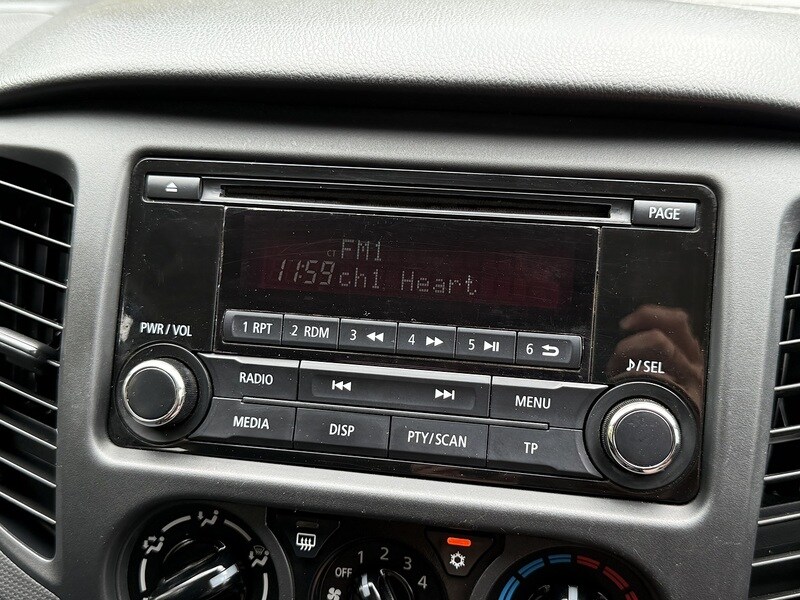 PAGE
CT FM1
11:59 ch1 Heart
PWR/VOL
1 RPT 2 RDM 3 4 5 6
♪/SEL
RADIO MENU
MEDIA DISP PTY/SCAN TP
OFF 1 2 3 4